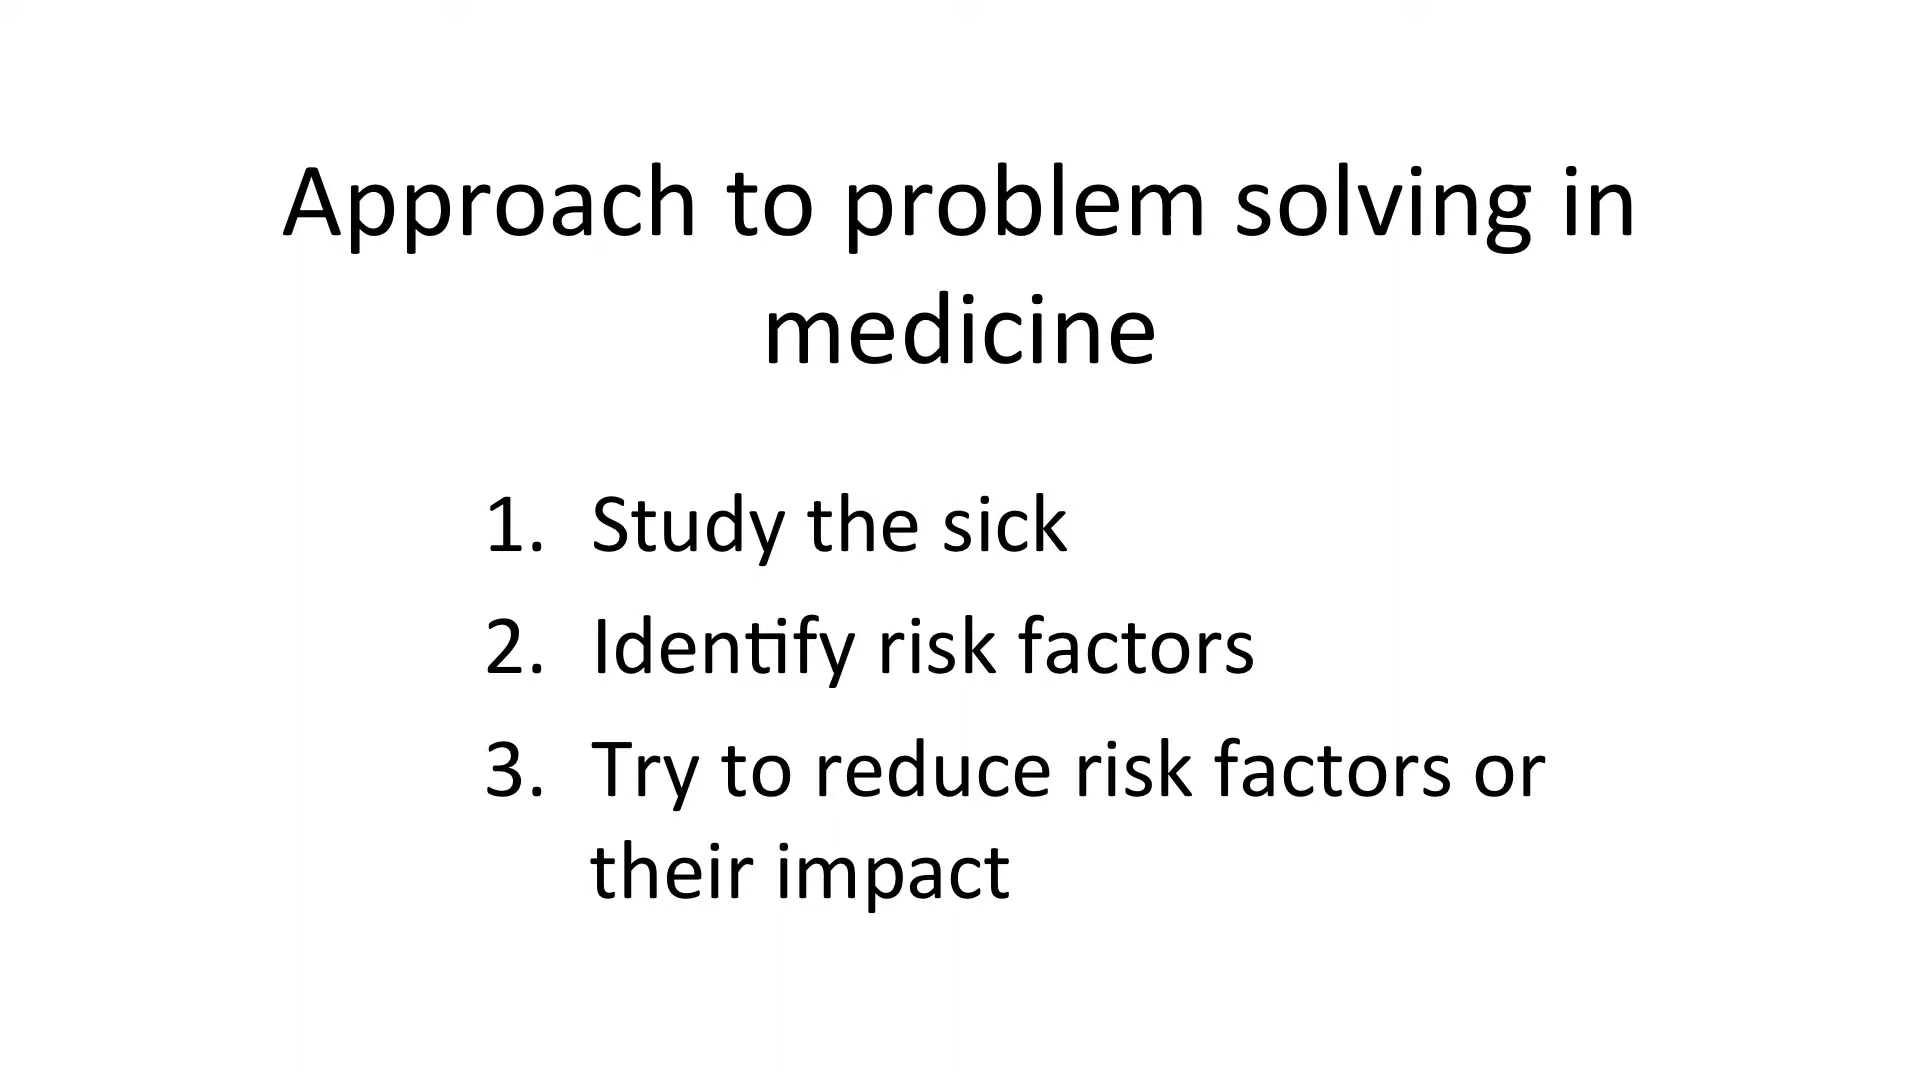 Approach to problem solving in
medicine
1. Study the sick
2. Identify risk factors
3. Try to reduce risk factors or
their impact